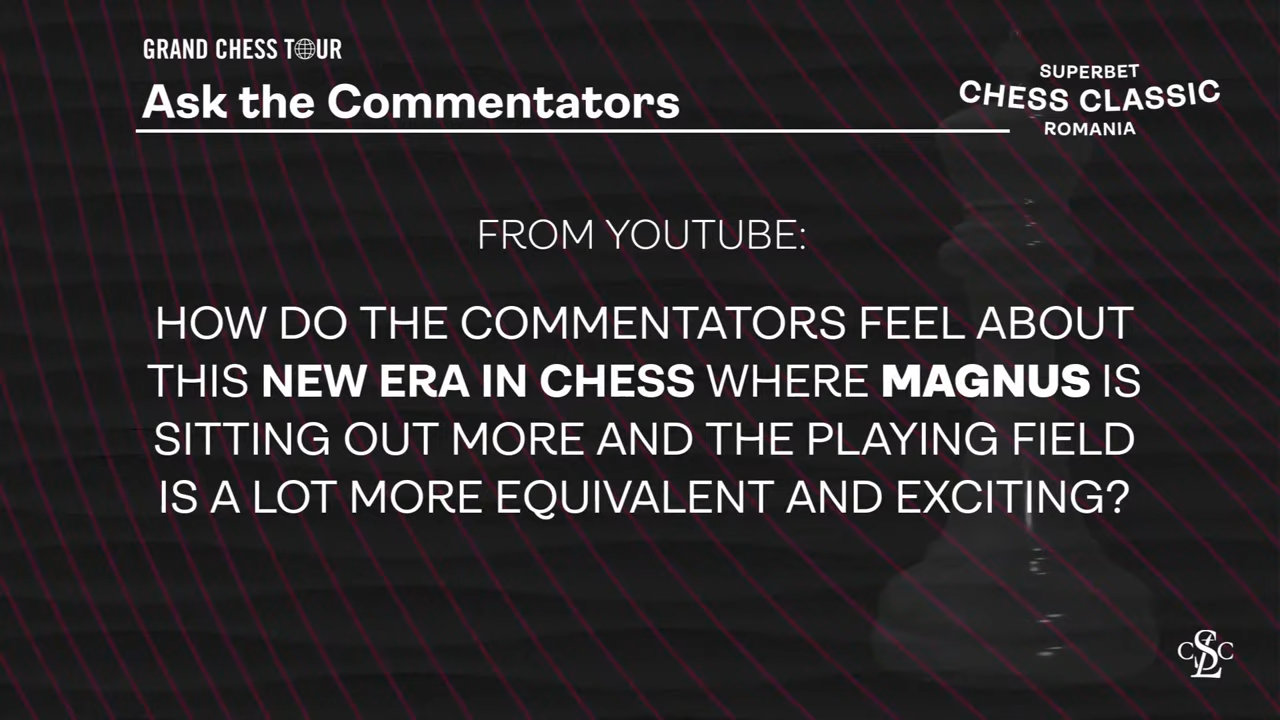 GRAND CHESS TOUR
Ask the Commentators
SUPERBET
CHESS CLASSIC
ROMANIA
FROM YOUTUBE:
HOW DO THE COMMENTATORS FEEL ABOUT
THIS NEW ERA IN CHESS WHERE MAGNUS IS
SITTING OUT MORE AND THE PLAYING FIELD
IS A LOT MORE EQUIVALENT AND EXCITING?
CCSTL